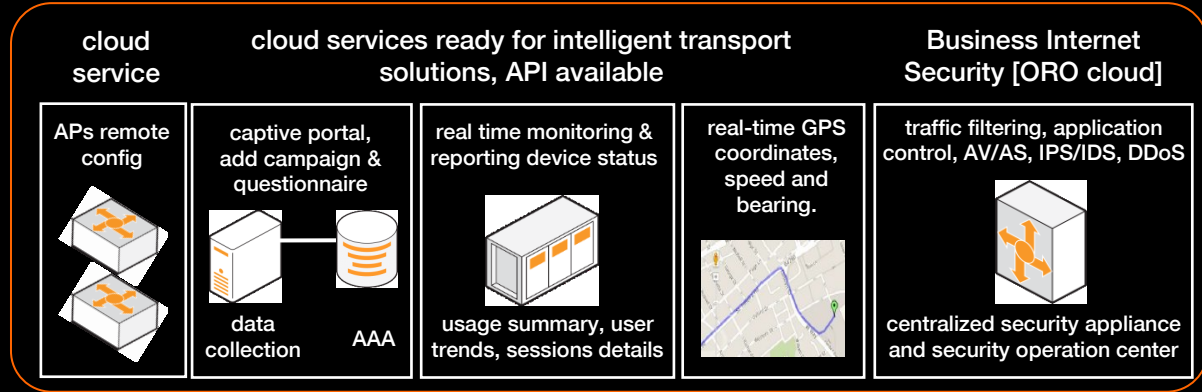 cloud
service
cloud services ready for intelligent transport
solutions, API available
Business Internet
Security [ORO cloud]
APs remote
config
captive portal,
add campaign &
questionnaire
data
collection
AAA
real time monitoring &
reporting device status
usage summary, user
trends, sessions details
real-time GPS
coordinates,
speed and
bearing.
traffic filtering, application
control, AV/AS, IPS/IDS, DDoS
centralized security appliance
and security operation center